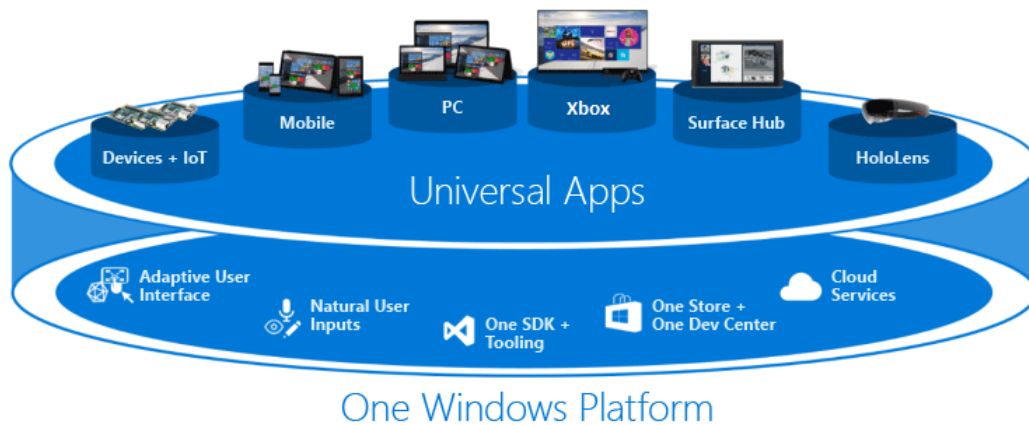 Devices + IoT
Mobile
PC
Xbox
Surface Hub
HoloLens
Universal Apps
Adaptive User
Interface
Natural User
Inputs
One SDK +
Tooling
One Store +
One Dev Center
Cloud
Services
One Windows Platform